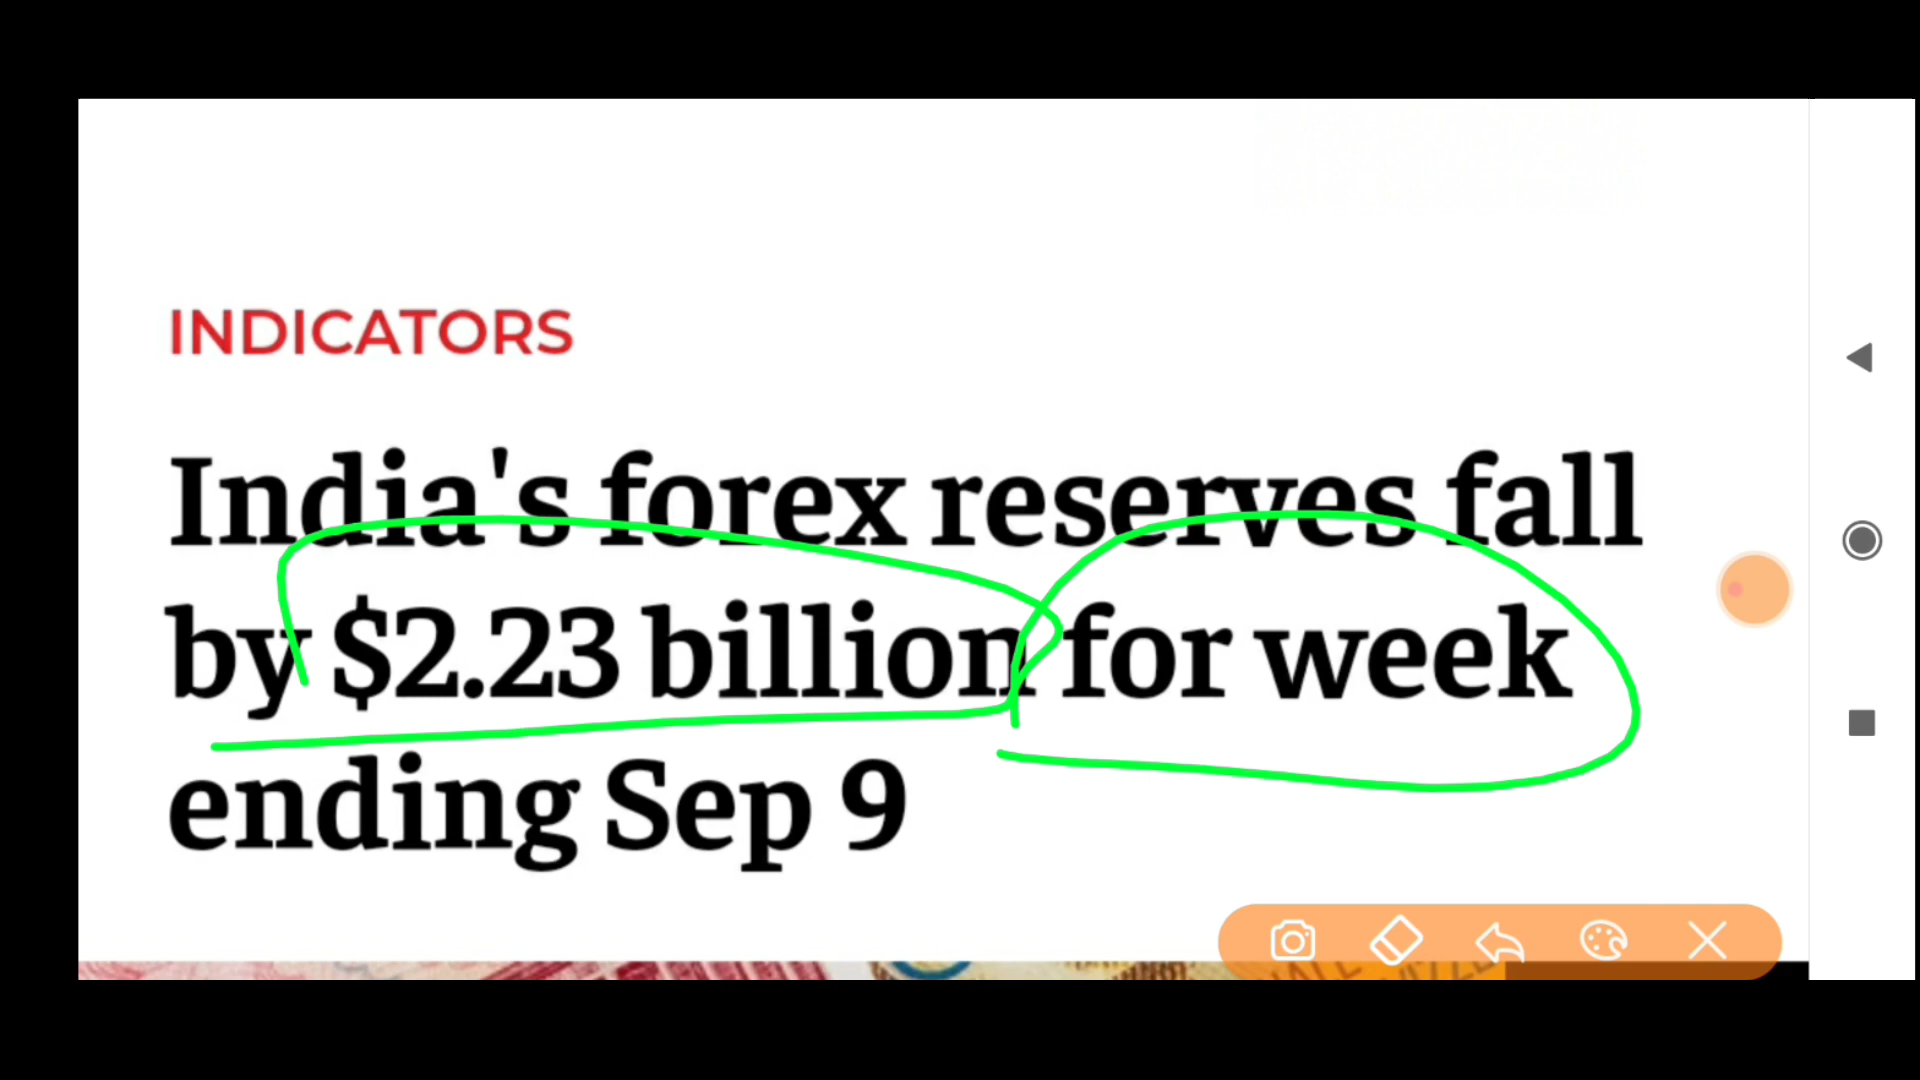 INDICATORS
India's forex reserves fall
by $2.23 billion for week
ending Sep 9